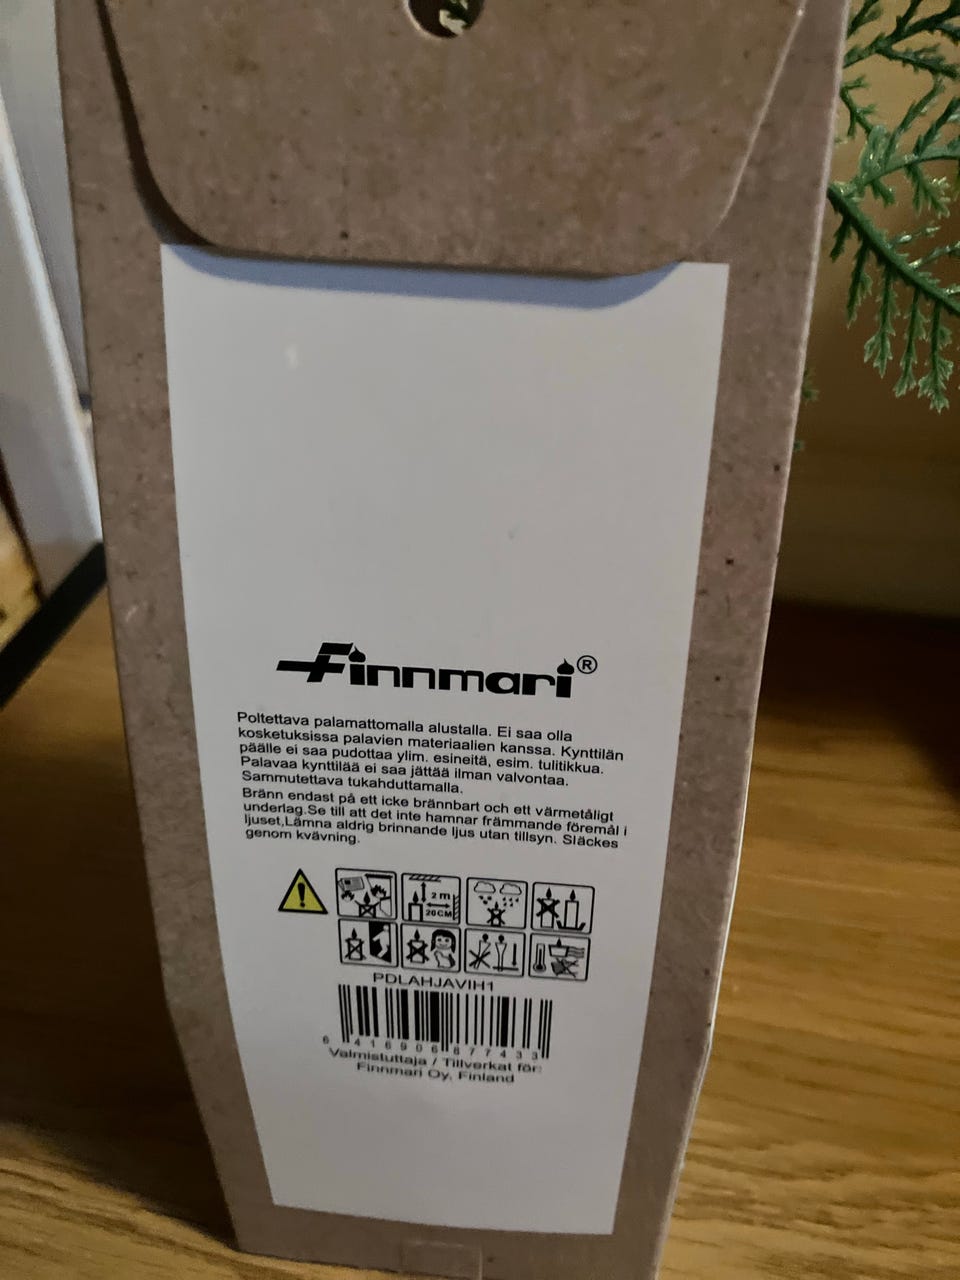 Finnmari®
Poltettava palamattomalla alustalla. Ei saa olla
kosketuksissa palavien materiaalien kanssa. Kynttilän
päälle ei saa pudottaa ylim. esineitä, esim. tulitikkua.
Palavaa kynttilää ei saa jättää ilman valvontaa.
Sammutettava tukahduttamalla.
Bränn endast på ett icke brännbart och ett värmetåligt
underlag.Se till att det inte hamnar främmande föremål i
ljuset,Lämna aldrig brinnande ljus utan tillsyn. Släckes
genom kvävning.
2 m
20CM
PDLAHJAVIH1
6 416906 677433
Valmistuttaja / Tillverkat för:
Finnmari Oy, Finland